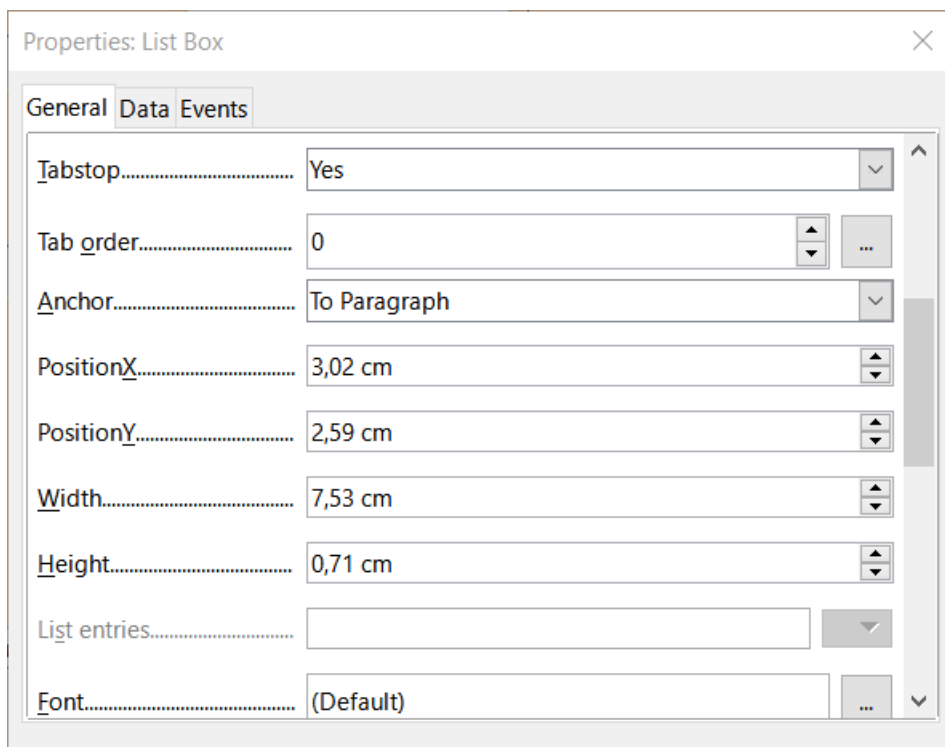 Properties: List Box
General Data Events
Tabstop.................................... Yes
Tab order................................ 0 ...
Anchor...................................... To Paragraph
PositionX................................. 3,02 cm
PositionY................................. 2,59 cm
Width........................................ 7,53 cm
Height...................................... 0,71 cm
List entries..............................
Font............................................ (Default) ...